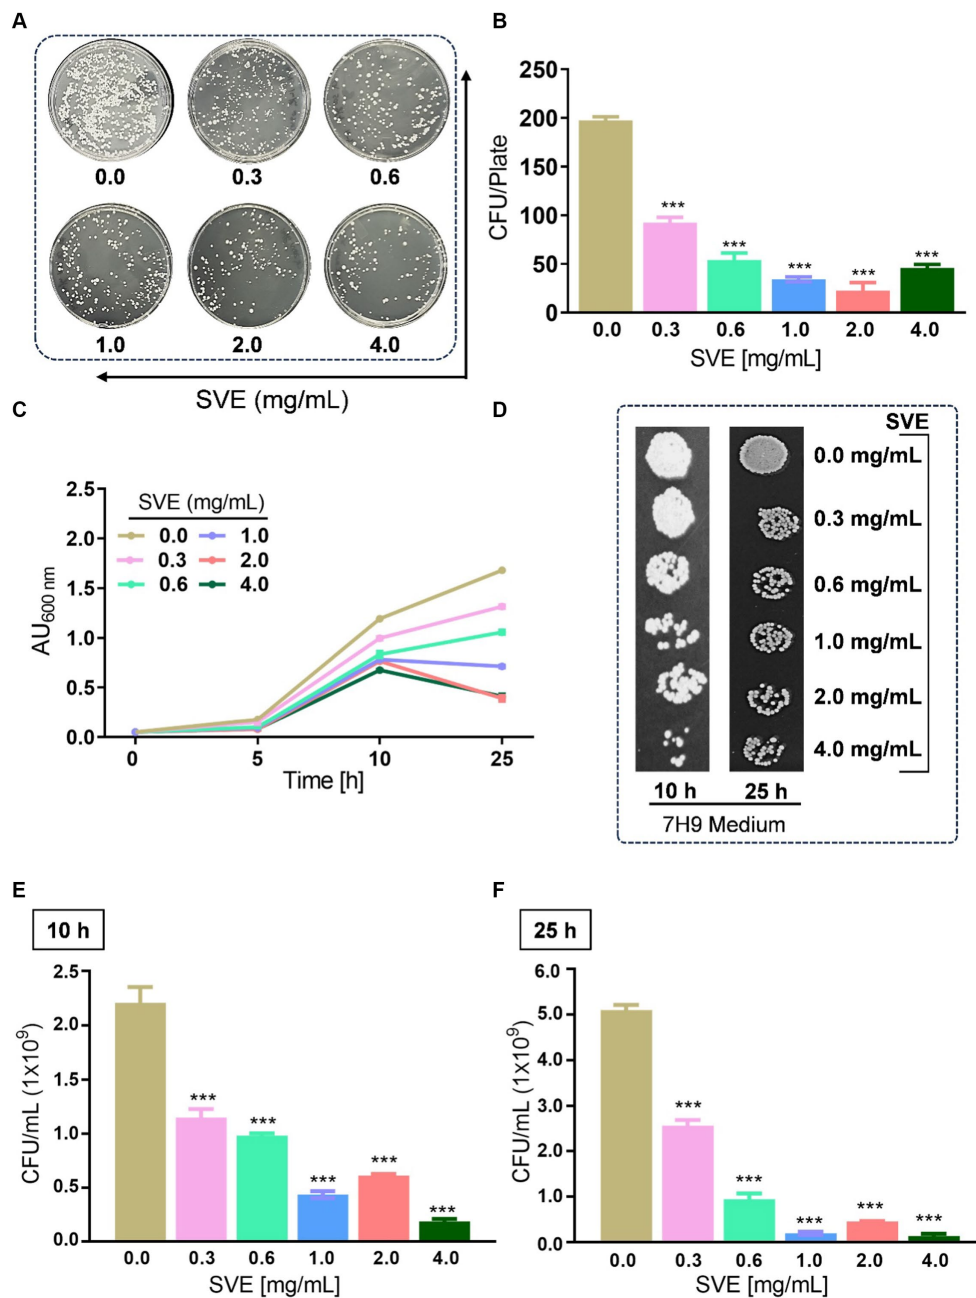 A
0.0 0.3 0.6
1.0 2.0 4.0
SVE (mg/mL)
B
CFU/Plate
250
200
150
100
50
0
*** *** *** *** ***
0.0 0.3 0.6 1.0 2.0 4.0
SVE [mg/mL]
C
AU600 nm
2.5
2.0
1.5
1.0
0.5
0.0
SVE (mg/mL)
0.0 1.0
0.3 2.0
0.6 4.0
0 5 10 25
Time [h]
D
SVE
0.0 mg/mL
0.3 mg/mL
0.6 mg/mL
1.0 mg/mL
2.0 mg/mL
4.0 mg/mL
10 h 25 h
7H9 Medium
E
10 h
CFU/mL (1x10⁹)
2.5
2.0
1.5
1.0
0.5
0.0
*** *** *** *** ***
0.0 0.3 0.6 1.0 2.0 4.0
SVE [mg/mL]
F
25 h
CFU/mL (1x10⁹)
6.0
5.0
4.0
3.0
2.0
1.0
0.0
*** *** *** *** ***
0.0 0.3 0.6 1.0 2.0 4.0
SVE [mg/mL]